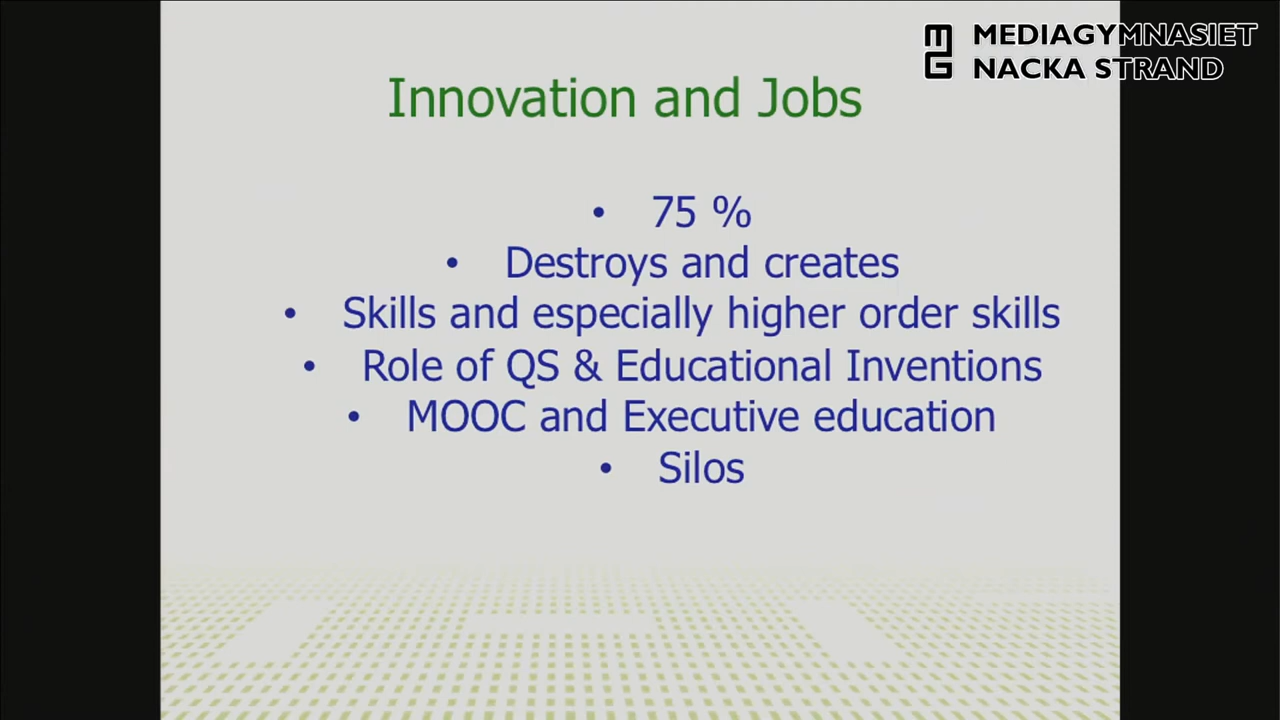 MEDIAGYMNASIET
NACKA STRAND
Innovation and Jobs
• 75 %
• Destroys and creates
• Skills and especially higher order skills
• Role of QS & Educational Inventions
• MOOC and Executive education
• Silos